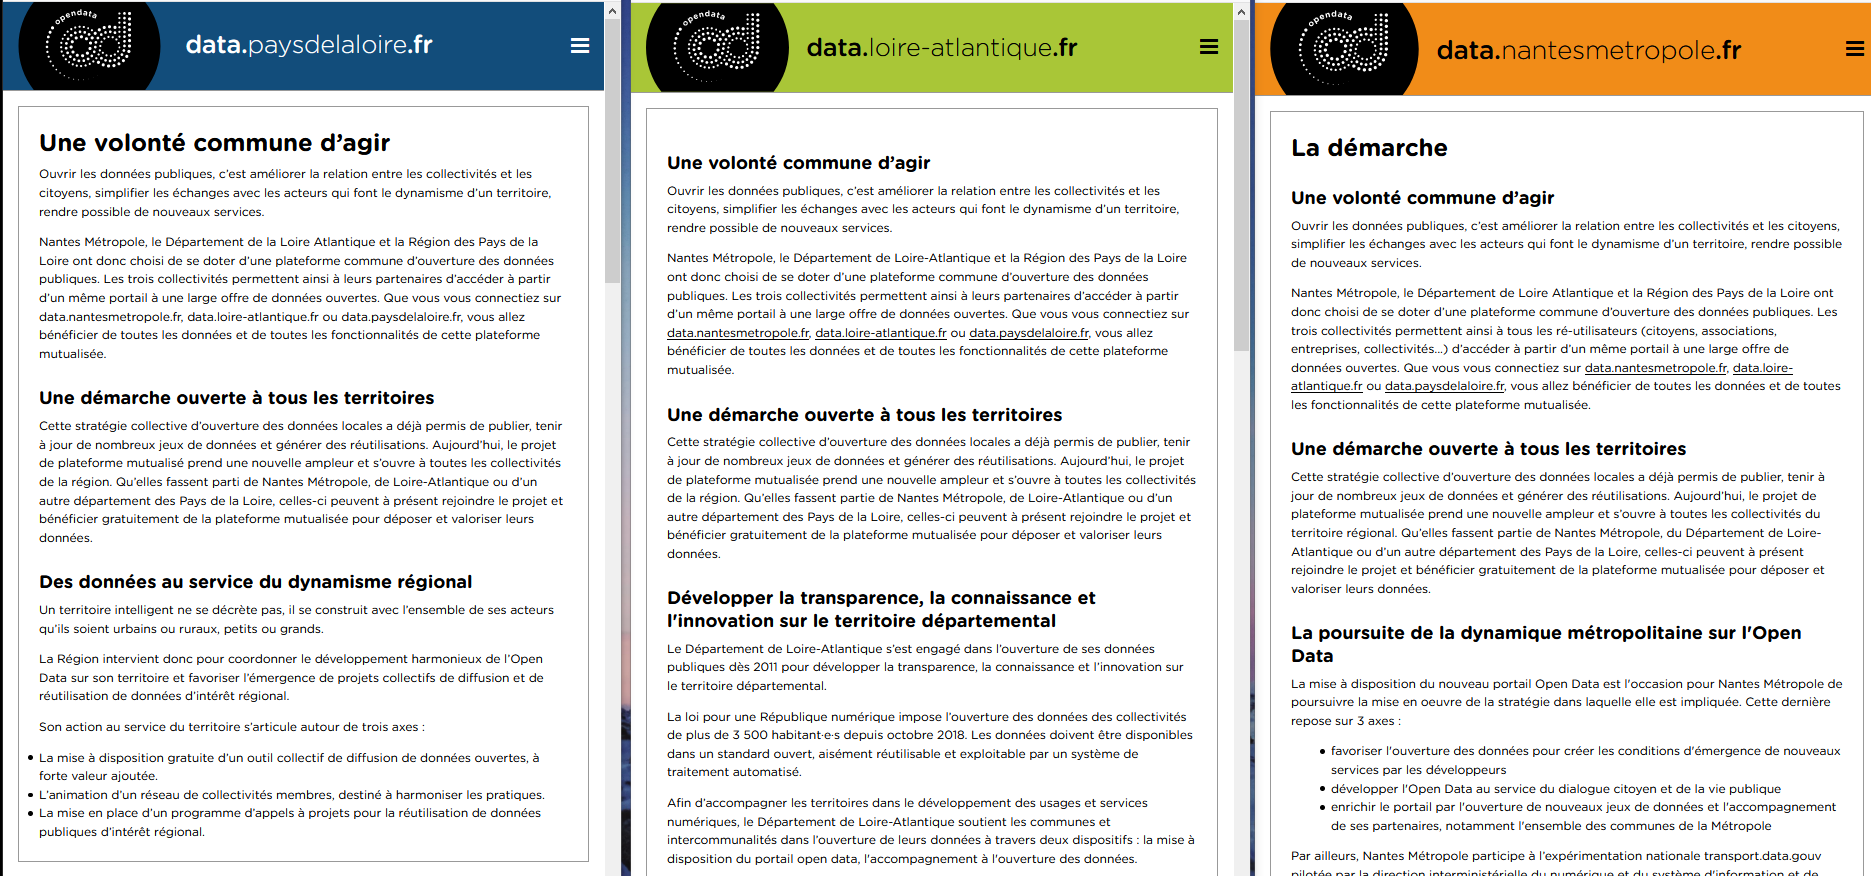 opendata
data.paysdelaloire.fr
Une volonté commune d’agir
Ouvrir les données publiques, c’est améliorer la relation entre les collectivités et les
citoyens, simplifier les échanges avec les acteurs qui font le dynamisme d’un territoire,
rendre possible de nouveaux services.
Nantes Métropole, le Département de la Loire Atlantique et la Région des Pays de la
Loire ont donc choisi de se doter d’une plateforme commune d’ouverture des données
publiques. Les trois collectivités permettent ainsi à leurs partenaires d’accéder à partir
d’un même portail à une large offre de données ouvertes. Que vous vous connectiez sur
data.nantesmetropole.fr, data.loire-atlantique.fr ou data.paysdelaloire.fr, vous allez
bénéficier de toutes les données et de toutes les fonctionnalités de cette plateforme
mutualisée.
Une démarche ouverte à tous les territoires
Cette stratégie collective d’ouverture des données locales a déjà permis de publier, tenir
à jour de nombreux jeux de données et générer des réutilisations. Aujourd’hui, le projet
de plateforme mutualisé prend une nouvelle ampleur et s’ouvre à toutes les collectivités
de la région. Qu’elles fassent parti de Nantes Métropole, de Loire-Atlantique ou d’un
autre département des Pays de la Loire, celles-ci peuvent à présent rejoindre le projet et
bénéficier gratuitement de la plateforme mutualisée pour déposer et valoriser leurs
données.
Des données au service du dynamisme régional
Un territoire intelligent ne se décrète pas, il se construit avec l’ensemble de ses acteurs
qu’ils soient urbains ou ruraux, petits ou grands.
La Région intervient donc pour coordonner le développement harmonieux de l’Open
Data sur son territoire et favoriser l’émergence de projets collectifs de diffusion et de
réutilisation de données d’intérêt régional.
Son action au service du territoire s’articule autour de trois axes :
• La mise à disposition gratuite d’un outil collectif de diffusion de données ouvertes, à
forte valeur ajoutée.
• L’animation d’un réseau de collectivités membres, destiné à harmoniser les pratiques.
• La mise en place d’un programme d’appels à projets pour la réutilisation de données
publiques d’intérêt régional.
opendata
data.loire-atlantique.fr
Une volonté commune d’agir
Ouvrir les données publiques, c’est améliorer la relation entre les collectivités et les
citoyens, simplifier les échanges avec les acteurs qui font le dynamisme d’un territoire,
rendre possible de nouveaux services.
Nantes Métropole, le Département de Loire-Atlantique et la Région des Pays de la Loire
ont donc choisi de se doter d’une plateforme commune d’ouverture des données
publiques. Les trois collectivités permettent ainsi à leurs partenaires d’accéder à partir
d’un même portail à une large offre de données ouvertes. Que vous vous connectiez sur
data.nantesmetropole.fr, data.loire-atlantique.fr ou data.paysdelaloire.fr, vous allez
bénéficier de toutes les données et de toutes les fonctionnalités de cette plateforme
mutualisée.
Une démarche ouverte à tous les territoires
Cette stratégie collective d’ouverture des données locales a déjà permis de publier, tenir
à jour de nombreux jeux de données et générer des réutilisations. Aujourd’hui, le projet
de plateforme mutualisée prend une nouvelle ampleur et s’ouvre à toutes les collectivités
de la région. Qu’elles fassent partie de Nantes Métropole, de Loire-Atlantique ou d’un
autre département des Pays de la Loire, celles-ci peuvent à présent rejoindre le projet et
bénéficier gratuitement de la plateforme mutualisée pour déposer et valoriser leurs
données.
Développer la transparence, la connaissance et
l'innovation sur le territoire départemental
Le Département de Loire-Atlantique s’est engagé dans l’ouverture de ses données
publiques dès 2011 pour développer la transparence, la connaissance et l’innovation sur
le territoire départemental.
La loi pour une République numérique impose l’ouverture des données des collectivités
de plus de 3 500 habitant·e·s depuis octobre 2018. Les données doivent être disponibles
dans un standard ouvert, aisément réutilisable et exploitable par un système de
traitement automatisé.
Afin d’accompagner les territoires dans le développement des usages et services
numériques, le Département de Loire-Atlantique soutient les communes et
intercommunalités dans l’ouverture de leurs données à travers deux dispositifs : la mise à
disposition du portail open data, l'accompagnement à l'ouverture des données.
opendata
data.nantesmetropole.fr
La démarche
Une volonté commune d’agir
Ouvrir les données publiques, c’est améliorer la relation entre les collectivités et les citoyens,
simplifier les échanges avec les acteurs qui font le dynamisme d’un territoire, rendre possible
de nouveaux services.
Nantes Métropole, le Département de Loire Atlantique et la Région des Pays de la Loire ont
donc choisi de se doter d’une plateforme commune d’ouverture des données publiques. Les
trois collectivités permettent ainsi à tous les ré-utilisateurs (citoyens, associations,
entreprises, collectivités...) d’accéder à partir d’un même portail à une large offre de
données ouvertes. Que vous vous connectiez sur data.nantesmetropole.fr, data.loire-
atlantique.fr ou data.paysdelaloire.fr, vous allez bénéficier de toutes les données et de toutes
les fonctionnalités de cette plateforme mutualisée.
Une démarche ouverte à tous les territoires
Cette stratégie collective d’ouverture des données locales a déjà permis de publier, tenir à
jour de nombreux jeux de données et générer des réutilisations. Aujourd’hui, le projet de
plateforme mutualisée prend une nouvelle ampleur et s’ouvre à toutes les collectivités du
territoire régional. Qu’elles fassent partie de Nantes Métropole, du Département de Loire-
Atlantique ou d’un autre département des Pays de la Loire, celles-ci peuvent à présent
rejoindre le projet et bénéficier gratuitement de la plateforme mutualisée pour déposer et
valoriser leurs données.
La poursuite de la dynamique métropolitaine sur l'Open
Data
La mise à disposition du nouveau portail Open Data est l'occasion pour Nantes Métropole de
poursuivre la mise en oeuvre de la stratégie dans laquelle elle est impliquée. Cette dernière
repose sur 3 axes :
• favoriser l'ouverture des données pour créer les conditions d'émergence de nouveaux
services par les développeurs
• développer l'Open Data au service du dialogue citoyen et de la vie publique
• enrichir le portail par l'ouverture de nouveaux jeux de données et l'accompagnement
de ses partenaires, notamment l'ensemble des communes de la Métropole
Par ailleurs, Nantes Métropole participe à l’expérimentation nationale transport.data.gouv
pilotée par la direction interministérielle du numérique et du système d'information et de